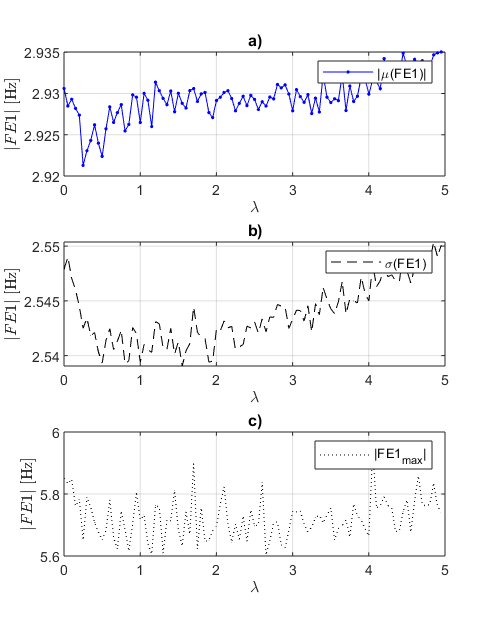 a)
2.935
2.93
2.925
2.92
|FE1| [Hz]
|μ(FE1)|
0 1 2 3 4 5
λ
b)
2.55
2.545
2.54
|FE1| [Hz]
σ(FE1)
0 1 2 3 4 5
λ
c)
6
5.8
5.6
|FE1| [Hz]
|FE1max|
0 1 2 3 4 5
λ